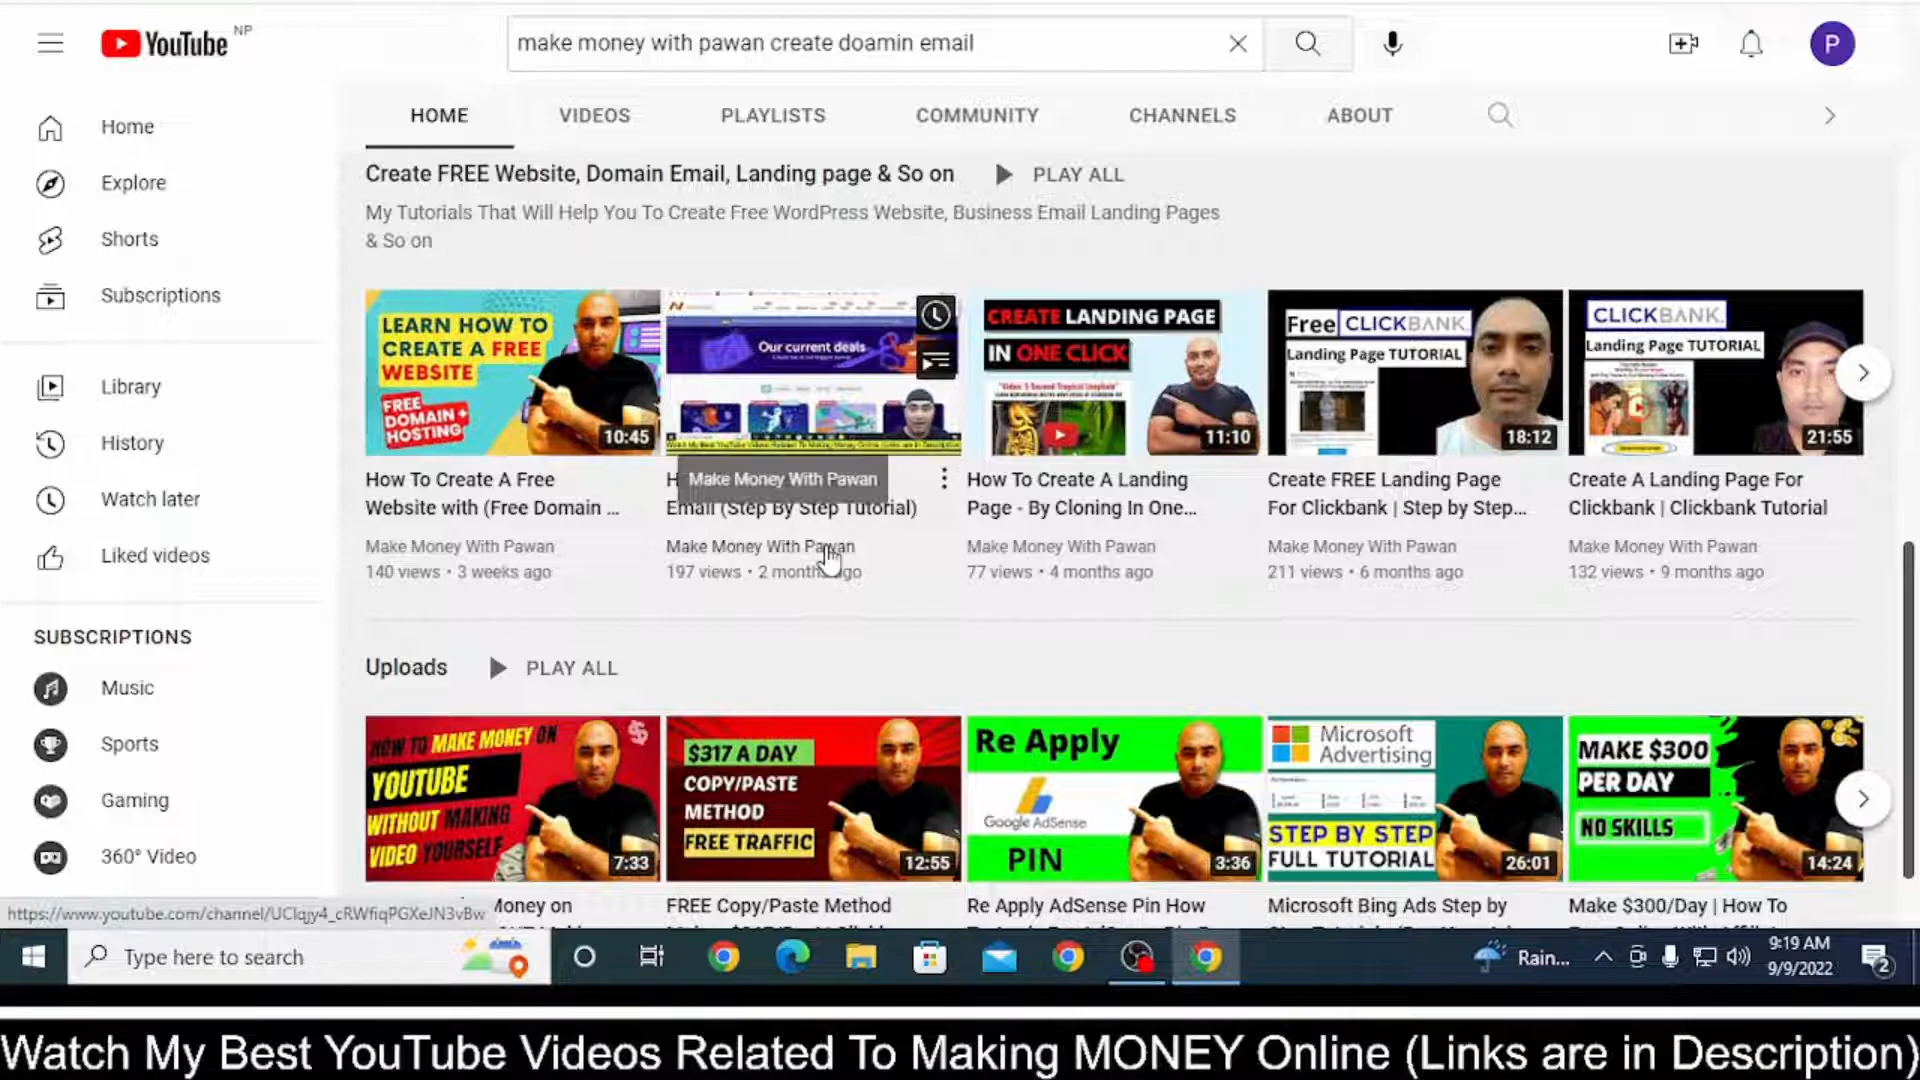 YouTube NP
make money with pawan create doamin email
P
HOME VIDEOS PLAYLISTS COMMUNITY CHANNELS ABOUT
Home
Explore
Shorts
Subscriptions
Library
History
Watch later
Liked videos
SUBSCRIPTIONS
Music
Sports
Gaming
360° Video
Create FREE Website, Domain Email, Landing page & So on PLAY ALL
My Tutorials That Will Help You To Create Free WordPress Website, Business Email Landing Pages
& So on
LEARN HOW TO
CREATE A FREE
WEBSITE
FREE
DOMAIN+
HOSTING
10:45
How To Create A Free
Website with (Free Domain ...
Make Money With Pawan
140 views • 3 weeks ago
Our current deals
H
Make Money With Pawan
Email (Step By Step Tutorial)
Make Money With Pawan
197 views • 2 months ago
CREATE LANDING PAGE
IN ONE CLICK
11:10
How To Create A Landing
Page - By Cloning In One...
Make Money With Pawan
77 views • 4 months ago
Free CLICKBANK
Landing Page TUTORIAL
18:12
Create FREE Landing Page
For Clickbank | Step by Step...
Make Money With Pawan
211 views • 6 months ago
CLICKBANK
Landing Page TUTORIAL
21:55
Create A Landing Page For
Clickbank | Clickbank Tutorial
Make Money With Pawan
132 views • 9 months ago
Uploads PLAY ALL
HOW TO MAKE MONEY ON
YOUTUBE
WITHOUT MAKING
VIDEO YOURSELF
7:33
Money on
$317 A DAY
COPY/PASTE
METHOD
FREE TRAFFIC
12:55
FREE Copy/Paste Method
Re Apply
Google AdSense
PIN
3:36
Re Apply AdSense Pin How
Microsoft
Advertising
STEP BY STEP
FULL TUTORIAL
26:01
Microsoft Bing Ads Step by
MAKE $300
PER DAY
NO SKILLS
14:24
Make $300/Day | How To
https://www.youtube.com/channel/UClqjy4_cRWfiqPGXeJN3vBw
Type here to search
Rain...
9:19 AM
9/9/2022
2
Watch My Best YouTube Videos Related To Making MONEY Online (Links are in Description)